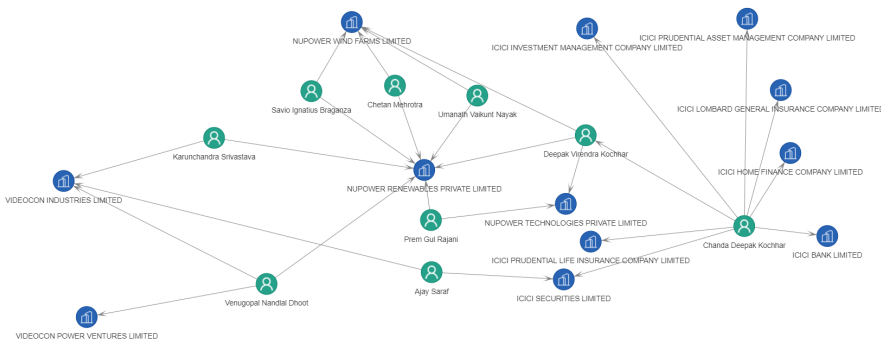 NUPOWER WIND FARMS LIMITED
ICICI PRUDENTIAL ASSET MANAGEMENT COMPANY LIMITED
ICICI INVESTMENT MANAGEMENT COMPANY LIMITED
Savio Ignatius Braganza
Chetan Mehrotra
Umanath Vaikunt Nayak
ICICI LOMBARD GENERAL INSURANCE COMPANY LIMITED
Karunchandra Srivastava
Deepak Virendra Kochhar
ICICI HOME FINANCE COMPANY LIMITED
NUPOWER RENEWABLES PRIVATE LIMITED
VIDEOCON INDUSTRIES LIMITED
NUPOWER TECHNOLOGIES PRIVATE LIMITED
Prem Gul Rajani
Chanda Deepak Kochhar
ICICI BANK LIMITED
ICICI PRUDENTIAL LIFE INSURANCE COMPANY LIMITED
Ajay Saraf
ICICI SECURITIES LIMITED
Venugopal Nandlal Dhoot
VIDEOCON POWER VENTURES LIMITED